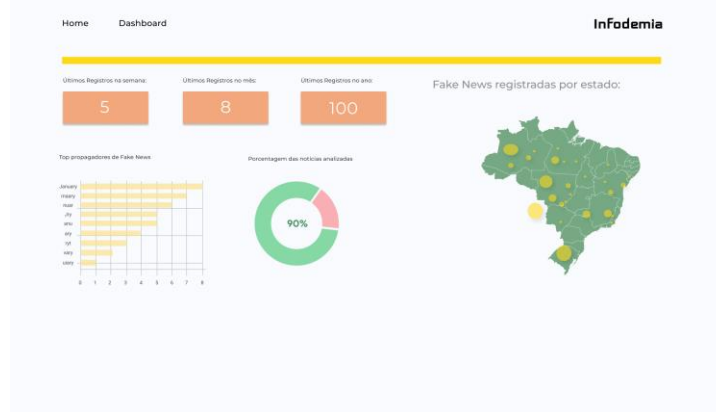 Home
Dashboard
Infodemia
Últimos Registros na semana:
5
Últimos Registros no mês:
8
Últimos Registros no ano:
100
Fake News registradas por estado:
Top propagadores de Fake News
January
0 1 2 3 4 5 6 7 8
Porcentagem das notícias analizadas
90%